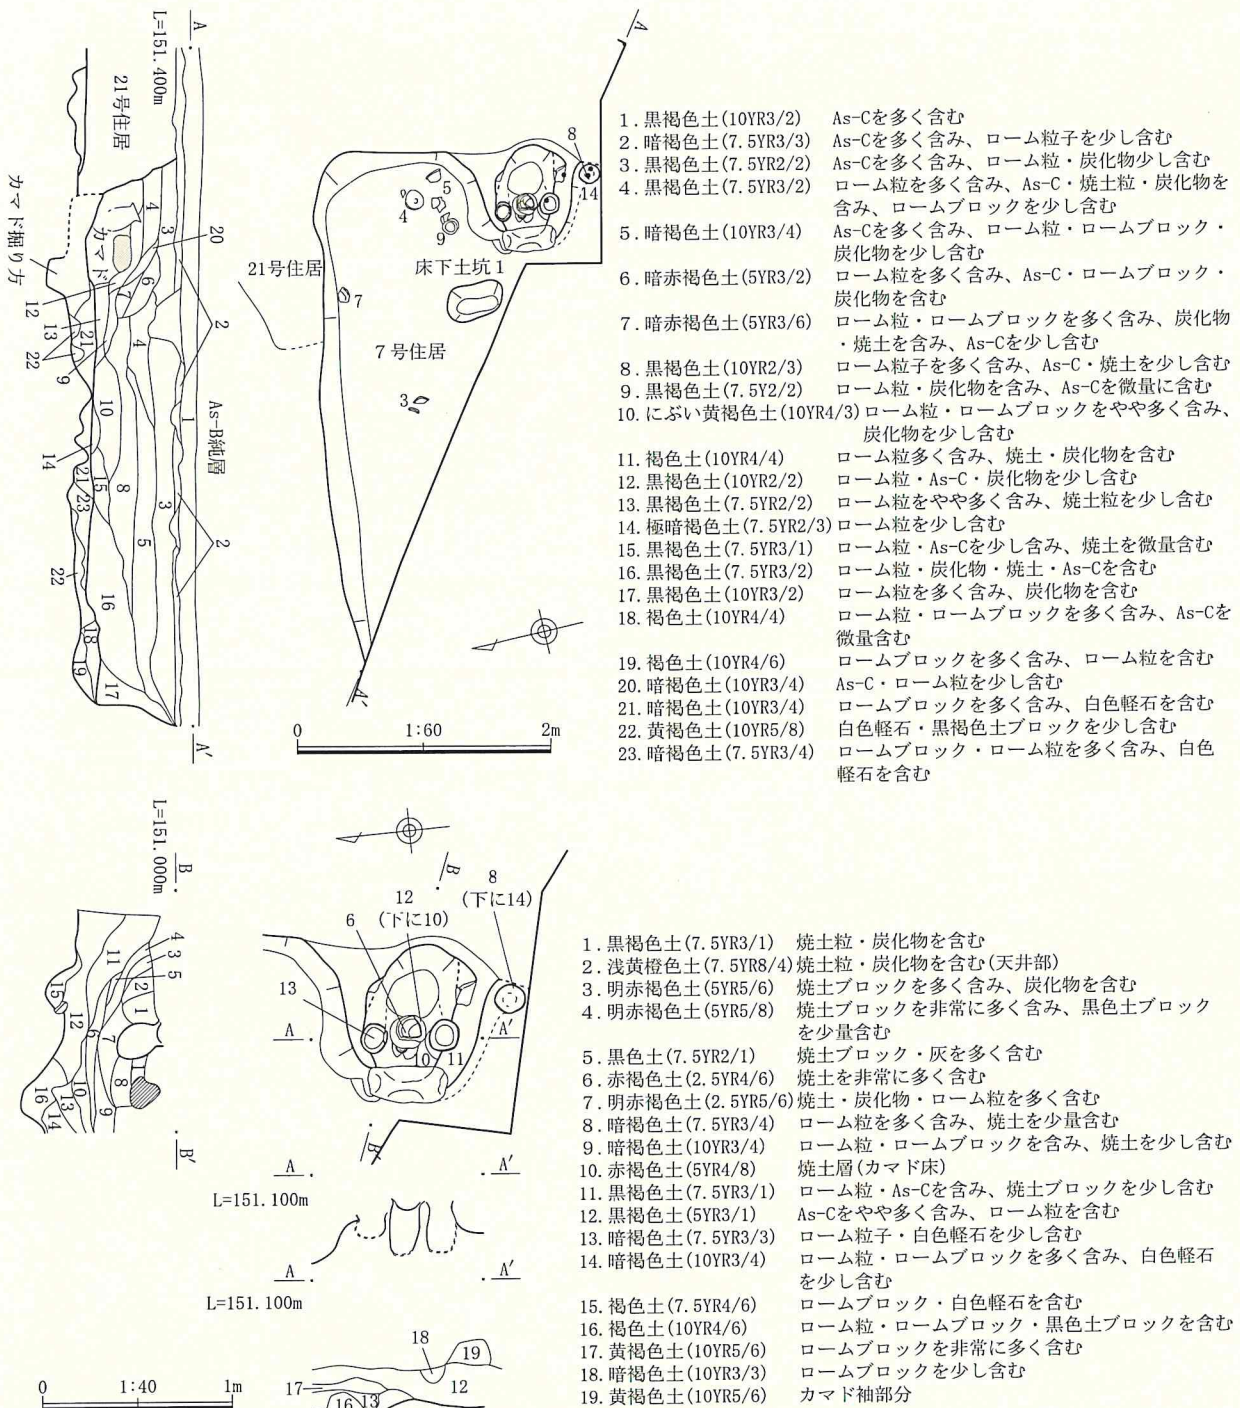 A
L=151.400m
21号住居
カマド
カマド掘り方
4
3
20
6
7
4
2
12
13
21
22
9
10
14
As-B純層
1
8
15
21
23
3
5
2
22
16
18
19
17
A′
A
8
14
5
4
9
21号住居
床下土坑1
7
7号住居
3
A′
0 1:60 2m
1.黒褐色土(10YR3/2) As-Cを多く含む
2.暗褐色土(7.5YR3/3) As-Cを多く含み、ローム粒子を少し含む
3.黒褐色土(7.5YR2/2) As-Cを多く含み、ローム粒・炭化物少し含む
4.黒褐色土(7.5YR3/2) ローム粒を多く含み、As-C・焼土粒・炭化物を
含み、ロームブロックを少し含む
5.暗褐色土(10YR3/4) As-Cを多く含み、ローム粒・ロームブロック・
炭化物を少し含む
6.暗赤褐色土(5YR3/2) ローム粒を多く含み、As-C・ロームブロック・
炭化物を含む
7.暗赤褐色土(5YR3/6) ローム粒・ロームブロックを多く含み、炭化物
・焼土を含み、As-Cを少し含む
8.黒褐色土(10YR2/3) ローム粒子を多く含み、As-C・焼土を少し含む
9.黒褐色土(7.5Y2/2) ローム粒・炭化物を含み、As-Cを微量に含む
10.にぶい黄褐色土(10YR4/3)ローム粒・ロームブロックをやや多く含み、
炭化物を少し含む
11.褐色土(10YR4/4) ローム粒多く含み、焼土・炭化物を含む
12.黒褐色土(10YR2/2) ローム粒・As-C・炭化物を少し含む
13.黒褐色土(7.5YR2/2) ローム粒をやや多く含み、焼土粒を少し含む
14.極暗褐色土(7.5YR2/3)ローム粒を少し含む
15.黒褐色土(7.5YR3/1) ローム粒・As-Cを少し含み、焼土を微量含む
16.黒褐色土(7.5YR3/2) ローム粒・炭化物・焼土・As-Cを含む
17.黒褐色土(10YR3/2) ローム粒を多く含み、炭化物を含む
18.褐色土(10YR4/4) ローム粒・ロームブロックを多く含み、As-Cを
微量含む
19.褐色土(10YR4/6) ロームブロックを多く含み、ローム粒を含む
20.暗褐色土(10YR3/4) As-C・ローム粒を少し含む
21.暗褐色土(10YR3/4) ロームブロックを多く含み、白色軽石を含む
22.黄褐色土(10YR5/8) 白色軽石・黒褐色土ブロックを少し含む
23.暗褐色土(7.5YR3/4) ロームブロック・ローム粒を多く含み、白色
軽石を含む
L=151.000m
B
4
3
5
11
2
1
15
12
6
7
8
16
10
13
14
9
B′
B
8
(下に14)
12
(下に10)
6
13
A
A′
10
11
B′
A A′
L=151.100m
A A′
L=151.100m
18
19
17
12
16
13
0 1:40 1m
1.黒褐色土(7.5YR3/1) 焼土粒・炭化物を含む
2.浅黄橙色土(7.5YR8/4)焼土粒・炭化物を含む(天井部)
3.明赤褐色土(5YR5/6) 焼土ブロックを多く含み、炭化物を含む
4.明赤褐色土(5YR5/8) 焼土ブロックを非常に多く含み、黒色土ブロック
を少量含む
5.黒色土(7.5YR2/1) 焼土ブロック・灰を多く含む
6.赤褐色土(2.5YR4/6) 焼土を非常に多く含む
7.明赤褐色土(2.5YR5/6)焼土・炭化物・ローム粒を多く含む
8.暗褐色土(7.5YR3/4) ローム粒を多く含み、焼土を少量含む
9.暗褐色土(10YR3/4) ローム粒・ロームブロックを含み、焼土を少し含む
10.赤褐色土(5YR4/8) 焼土層(カマド床)
11.黒褐色土(7.5YR3/1) ローム粒・As-Cを含み、焼土ブロックを少し含む
12.黒褐色土(5YR3/1) As-Cをやや多く含み、ローム粒を含む
13.暗褐色土(7.5YR3/3) ローム粒子・白色軽石を少し含む
14.暗褐色土(10YR3/4) ローム粒・ロームブロックを多く含み、白色軽石
を少し含む
15.褐色土(7.5YR4/6) ロームブロック・白色軽石を含む
16.褐色土(10YR4/6) ローム粒・ロームブロック・黒色土ブロックを含む
17.黄褐色土(10YR5/6) ロームブロックを非常に多く含む
18.暗褐色土(10YR3/3) ロームブロックを少し含む
19.黄褐色土(10YR5/6) カマド袖部分